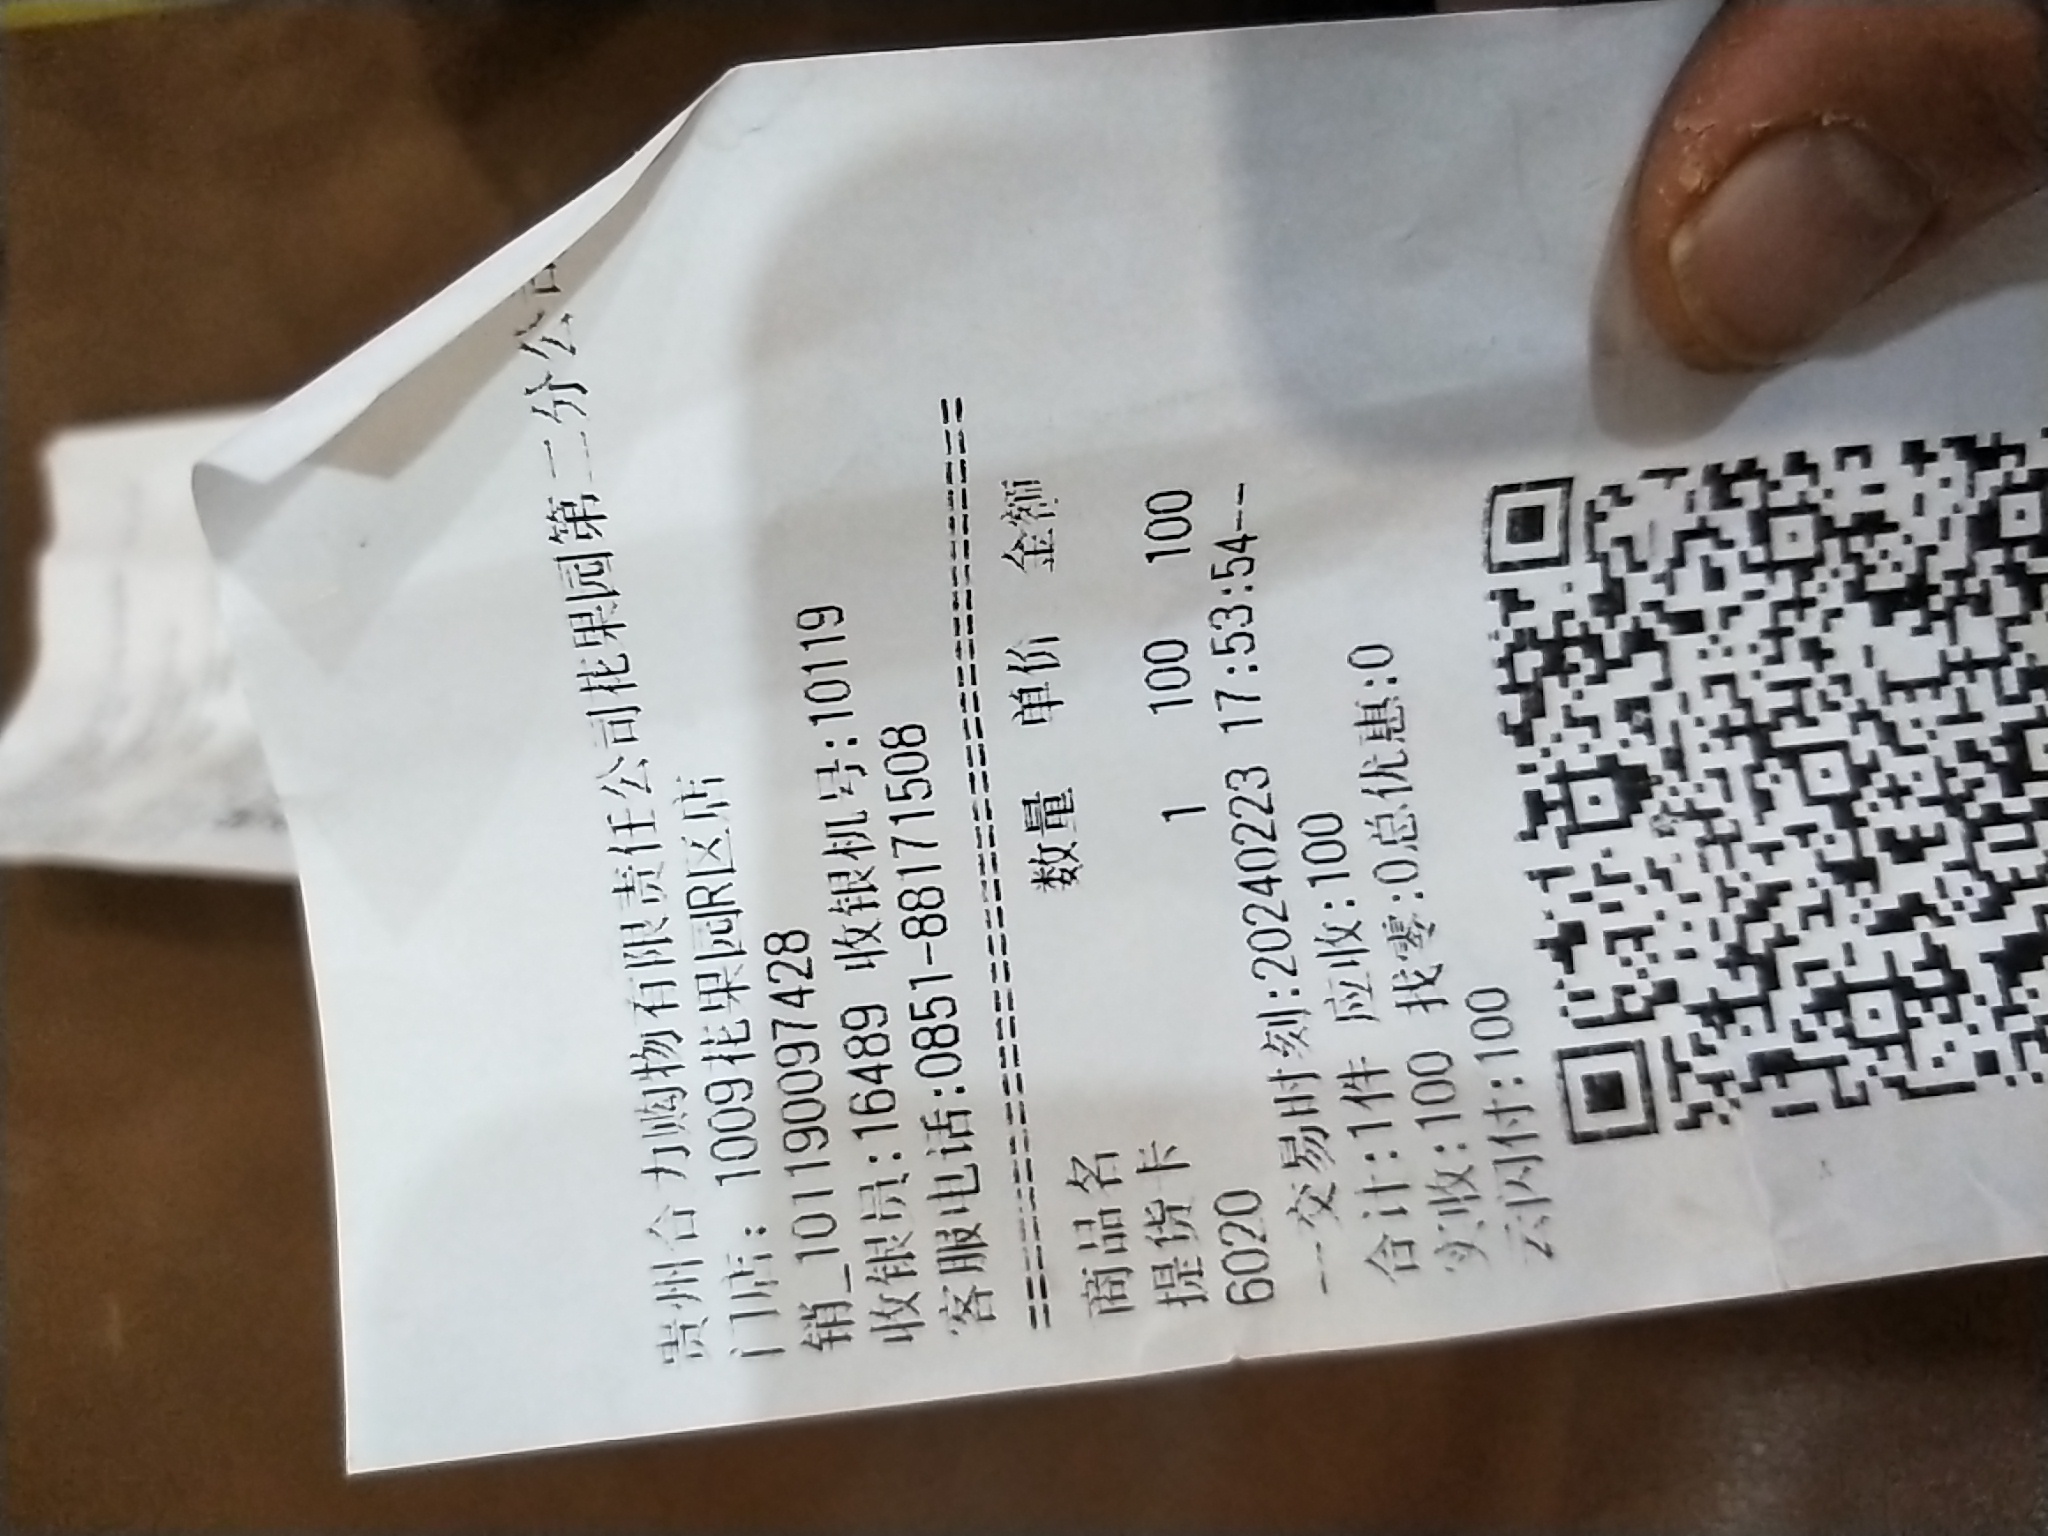 贵州合力购物有限责任公司花果园第二分公司
门店: 1009花果园R区店
销_101190097428
收银员:16489 收银机号:10119
客服电话:0851-88171508
========================================
商品名 数量 单价 金额
提货卡
6020 1 100 100
---交易时刻:20240223 17:53:54--
合计:1件 应收:100
实收:100 找零:0总优惠:0
云闪付:100